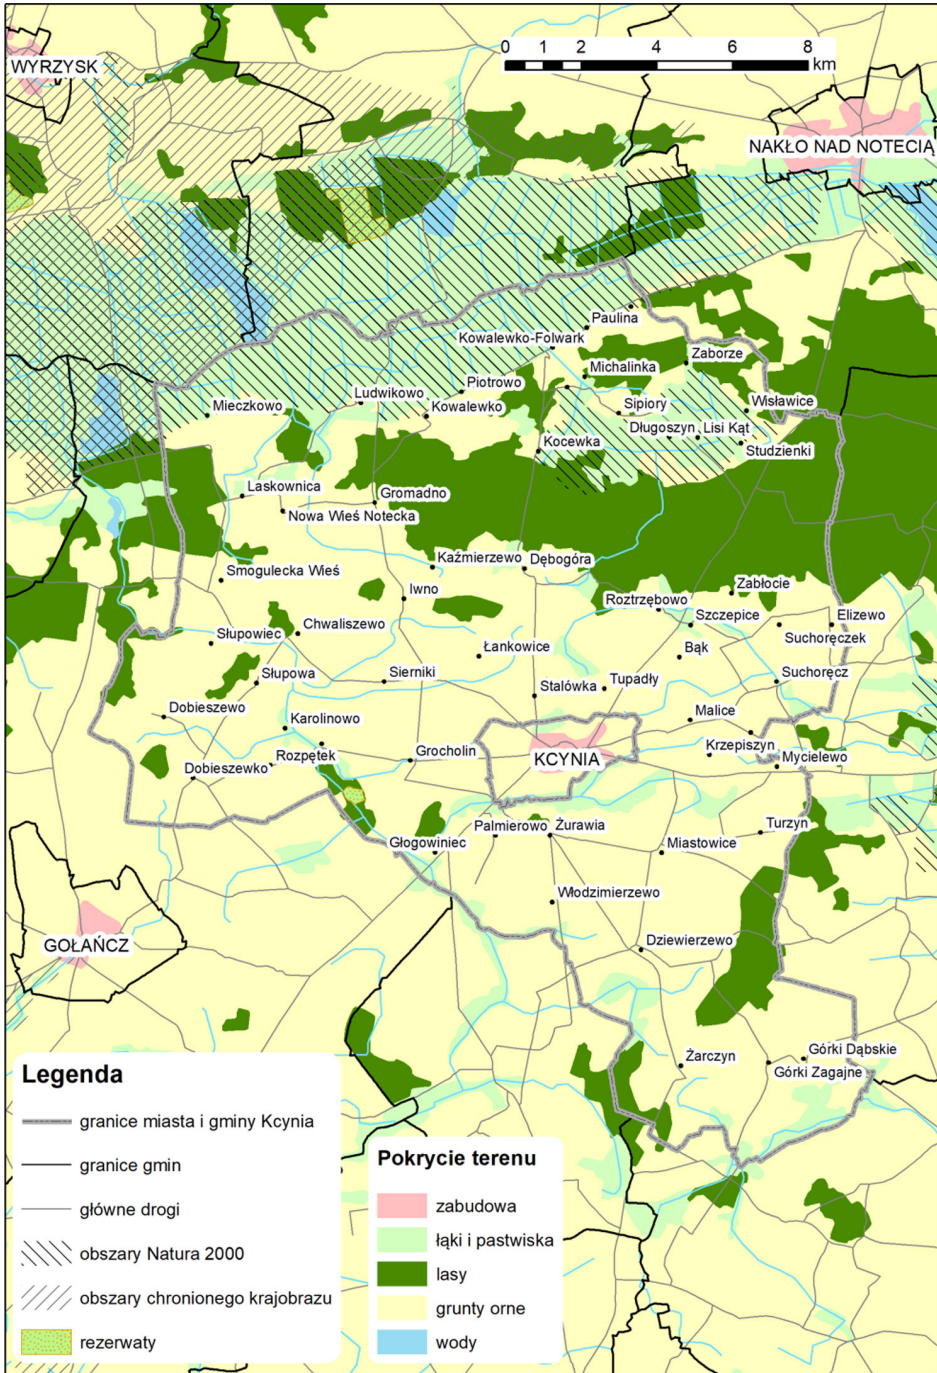 WYRZYSK
0 1 2 4 6 8
km
NAKŁO NAD NOTECIĄ
Paulina
Kowalewko-Folwark
Zaborze
Michalinka
Piotrowo
Ludwikowo
Mieczkowo
Kowalewko
Sipiory
Wisławice
Długoszyn
Lisi Kąt
Kocewka
Studzienki
Laskownica
Gromadno
Nowa Wieś Notecka
Kaźmierzewo
Dębogóra
Smogulecka Wieś
Zabłocie
Iwno
Roztrzębowo
Szczepice
Elizewo
Chwaliszewo
Słupowiec
Suchoręczek
Łankowice
Bąk
Słupowa
Sierniki
Suchoręcz
Tupadły
Stalówka
Dobieszewo
Malice
Karolinowo
Grocholin
Krzepiszyn
Rozpętek
KCYNIA
Mycielewo
Dobieszewko
Palmierowo
Żurawia
Turzyn
Głogowiniec
Miastowice
Włodzimierzewo
GOŁAŃCZ
Dziewierzewo
Górki Dąbskie
Żarczyn
Górki Zagajne
Legenda
granice miasta i gminy Kcynia
granice gmin
główne drogi
obszary Natura 2000
obszary chronionego krajobrazu
rezerwaty
Pokrycie terenu
zabudowa
łąki i pastwiska
lasy
grunty orne
wody